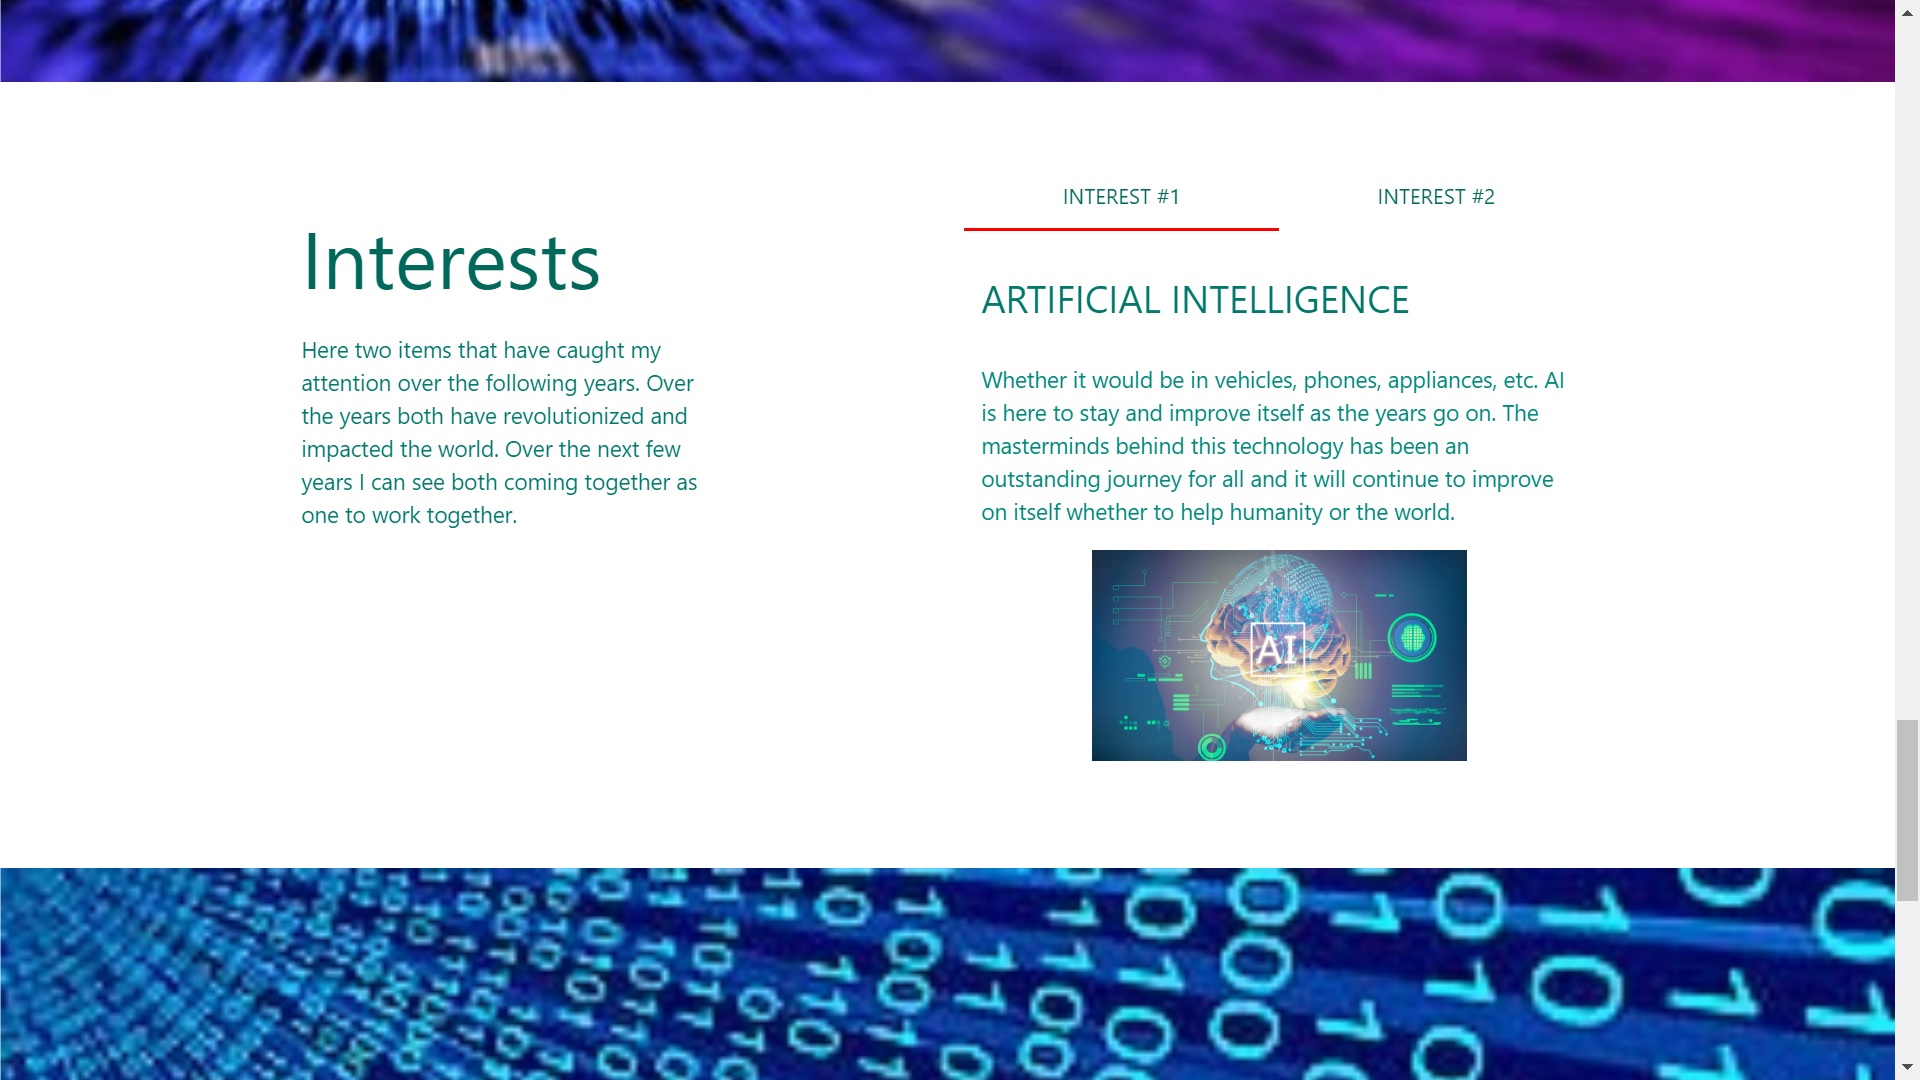 INTEREST #1
INTEREST #2
Interests
Here two items that have caught my
attention over the following years. Over
the years both have revolutionized and
impacted the world. Over the next few
years I can see both coming together as
one to work together.
ARTIFICIAL INTELLIGENCE
Whether it would be in vehicles, phones, appliances, etc. AI
is here to stay and improve itself as the years go on. The
masterminds behind this technology has been an
outstanding journey for all and it will continue to improve
on itself whether to help humanity or the world.
AI